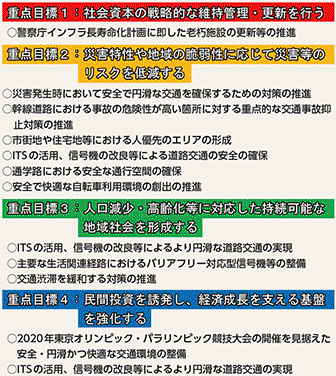 重点目標１：社会資本の戦略的な維持管理・更新を行う
○警察庁インフラ長寿命化計画に即した老朽施設の更新等の推進
重点目標２：災害特性や地域の脆弱性に応じて災害等の
リスクを低減する
○災害発生時において安全で円滑な交通を確保するための対策の推進
○幹線道路における事故の危険性が高い箇所に対する重点的な交通事故抑
止対策の推進
○市街地や住宅地等における人優先のエリアの形成
○ITSの活用、信号機の改良等による道路交通の安全の確保
○通学路における安全な通行空間の確保
○安全で快適な自転車利用環境の創出の推進
重点目標３：人口減少・高齢化等に対応した持続可能な
地域社会を形成する
○ITSの活用、信号機の改良等によるより円滑な道路交通の実現
○主要な生活関連経路におけるバリアフリー対応型信号機等の整備
○交通渋滞を緩和する対策の推進
重点目標４：民間投資を誘発し、経済成長を支える基盤
を強化する
○2020年東京オリンピック・パラリンピック競技大会の開催を見据えた
安全・円滑かつ快適な交通環境の整備
○ITSの活用、信号機の改良等によるより円滑な道路交通の実現